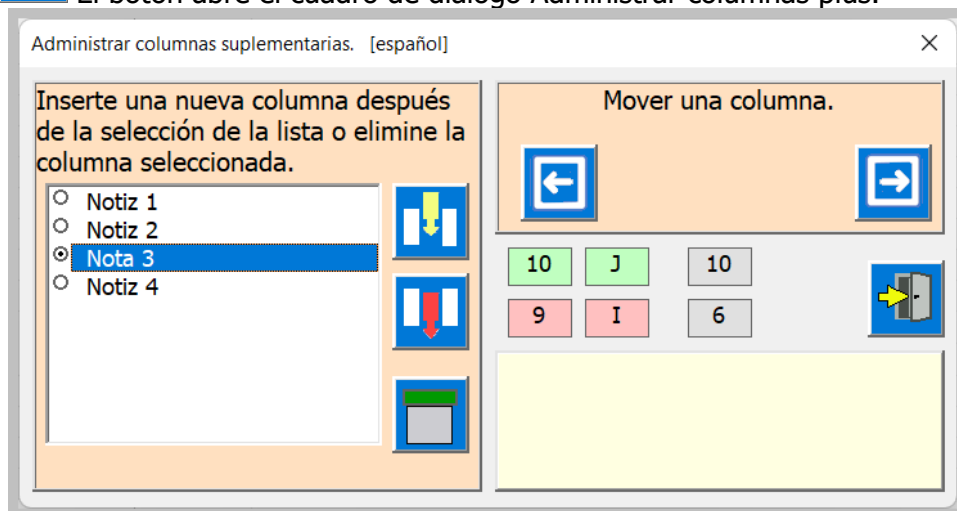 El botón abre el cuadro de diálogo Administrar columnas plus.
Administrar columnas suplementarias. [español]
Inserte una nueva columna después
de la selección de la lista o elimine la
columna seleccionada.
Notiz 1
Notiz 2
Nota 3
Notiz 4
Mover una columna.
10 J 10
9 I 6